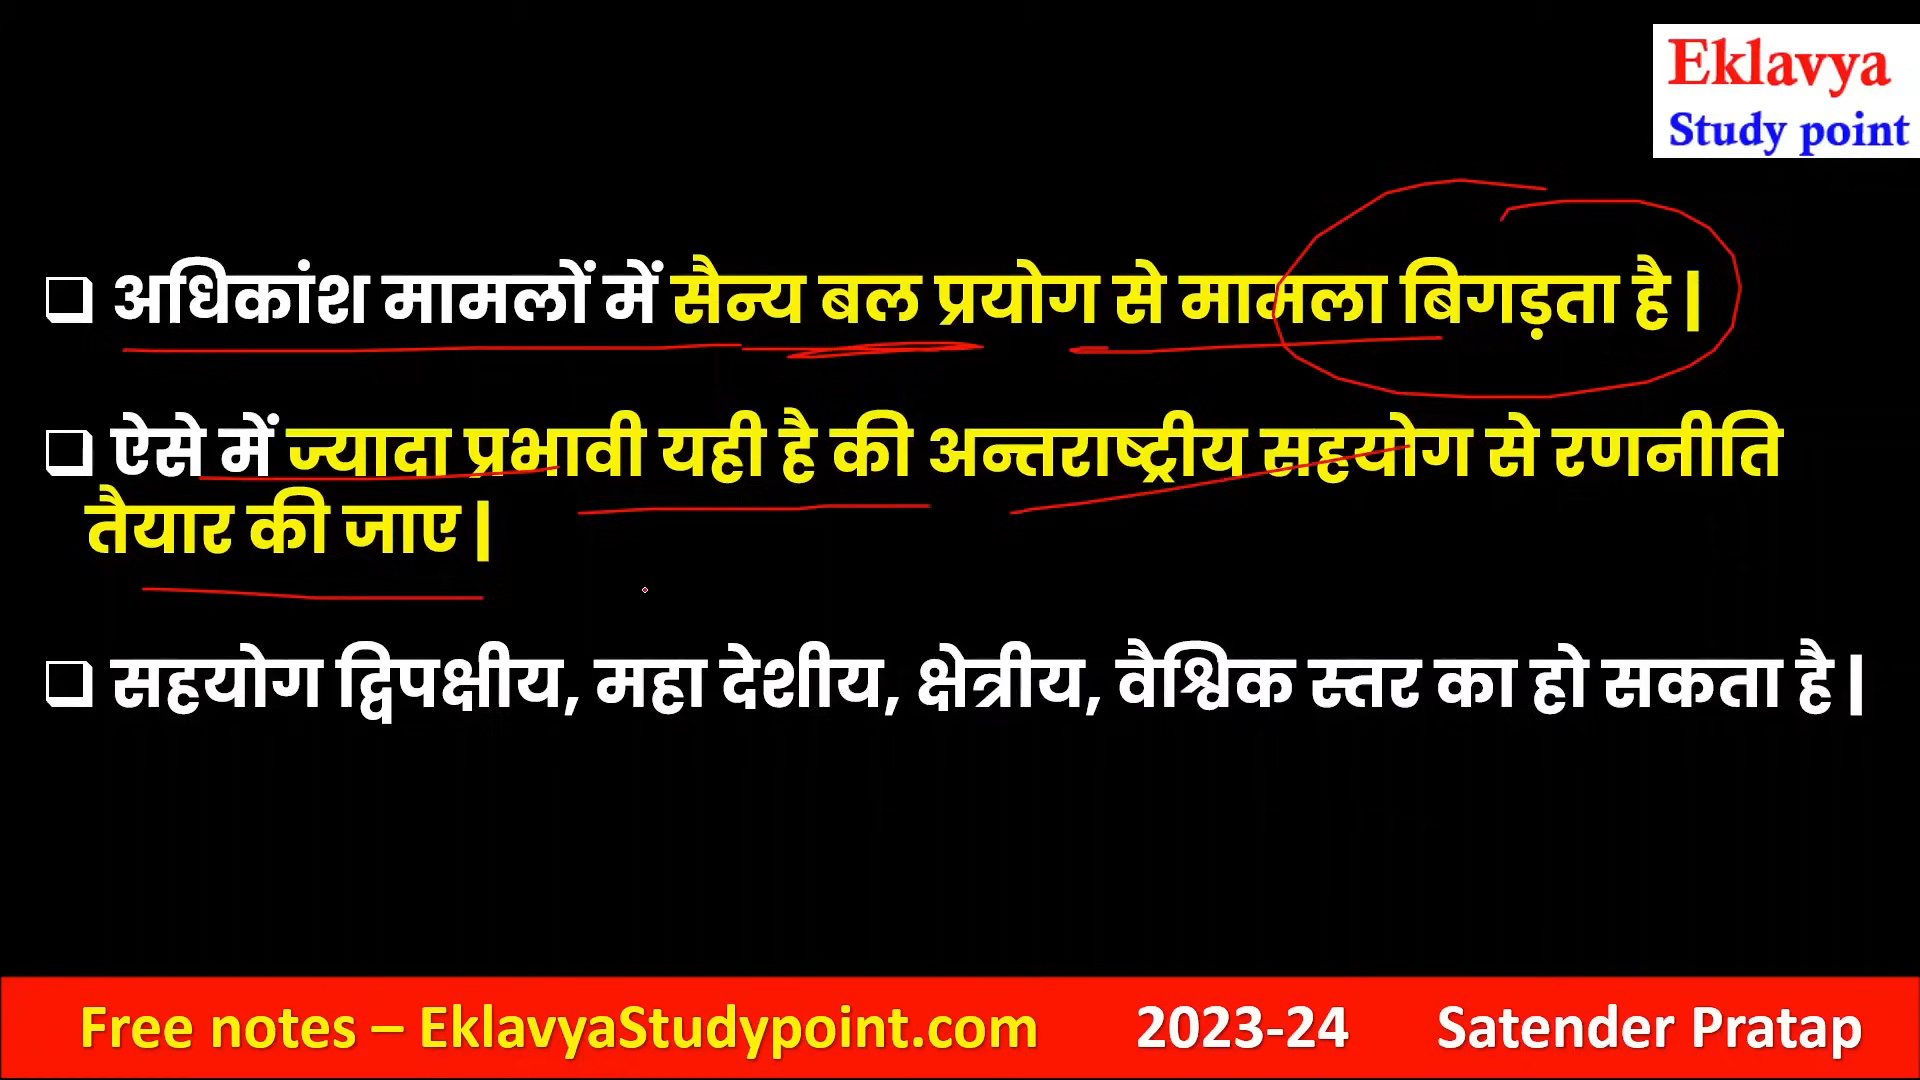 Eklavya
Study point
❑ अधिकांश मामलों में सैन्य बल प्रयोग से मामला बिगड़ता है |
❑ ऐसे में ज्यादा प्रभावी यही है की अन्तराष्ट्रीय सहयोग से रणनीति
तैयार की जाए |
❑ सहयोग द्विपक्षीय, महा देशीय, क्षेत्रीय, वैश्विक स्तर का हो सकता है |
Free notes – EklavyaStudypoint.com 2023-24 Satender Pratap